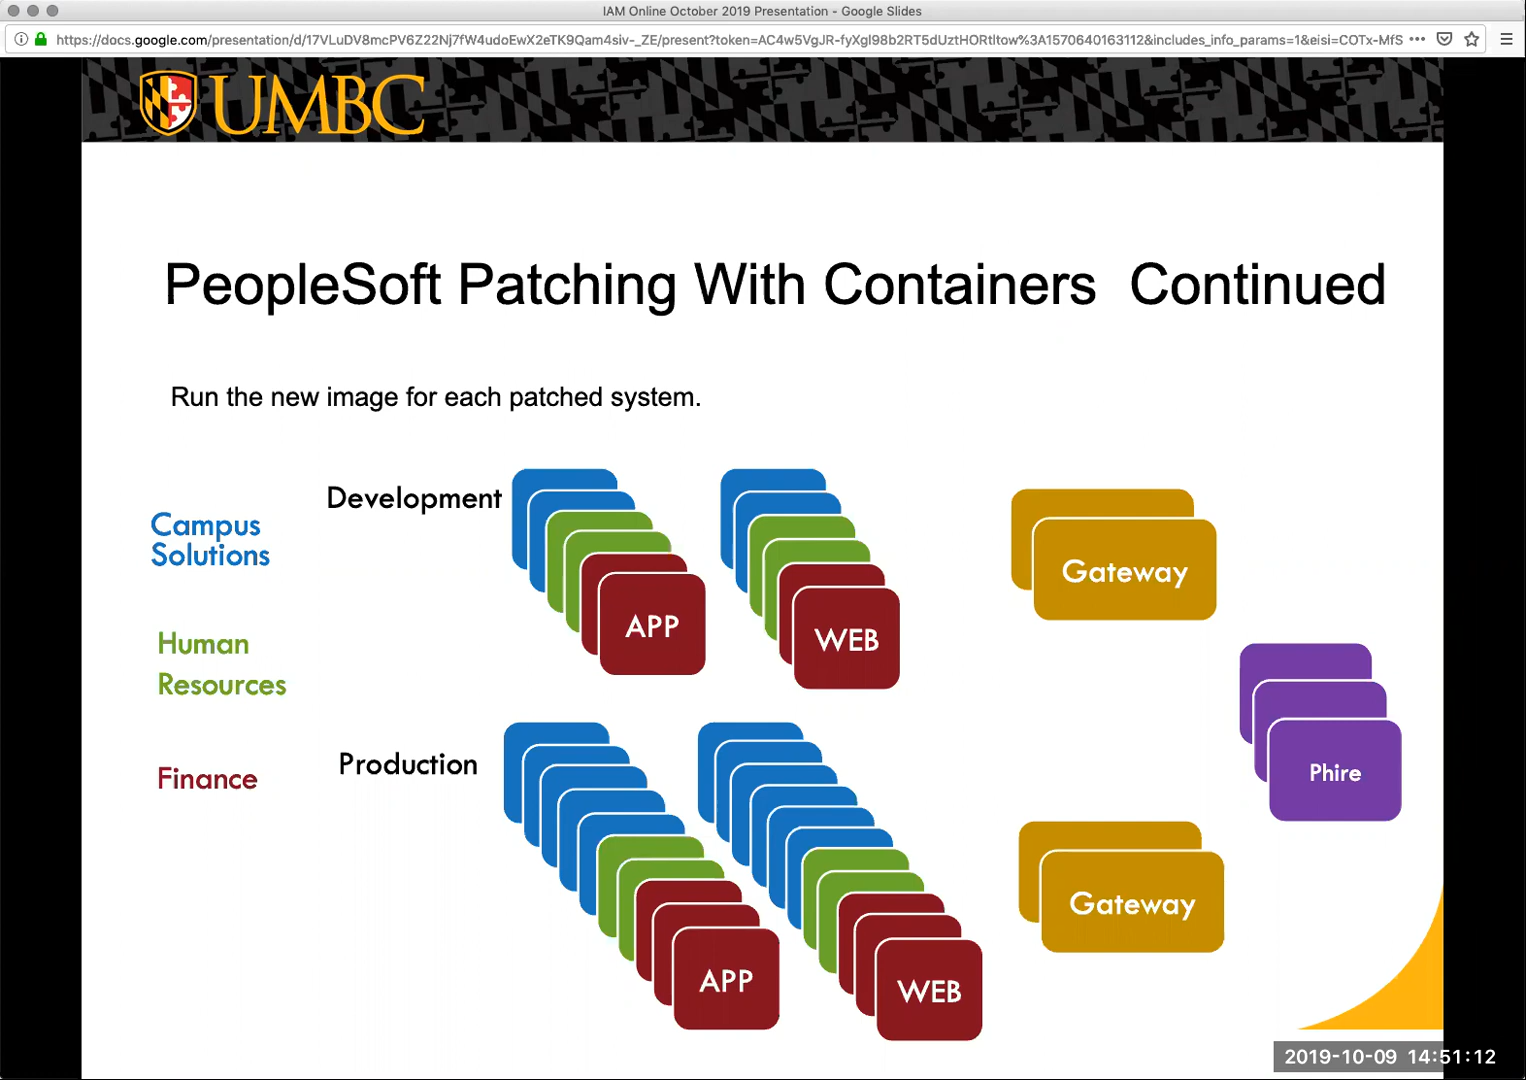 IAM Online October 2019 Presentation - Google Slides
https://docs.google.com/presentation/d/17VLuDV8mcPV6Z22Nj7fW4udoEwX2eTK9Qam4siv-_ZE/present?token=AC4w5VgJR-fyXgI98b2RT5dUztHORtltow%3A1570640163112&includes_info_params=1&eisi=COTx-MfS
UMBC
PeopleSoft Patching With Containers  Continued
Run the new image for each patched system.
Development
Campus
Solutions
Gateway
APP
WEB
Human
Resources
Production
Finance
Phire
Gateway
APP
WEB
2019-10-09 14:51:12